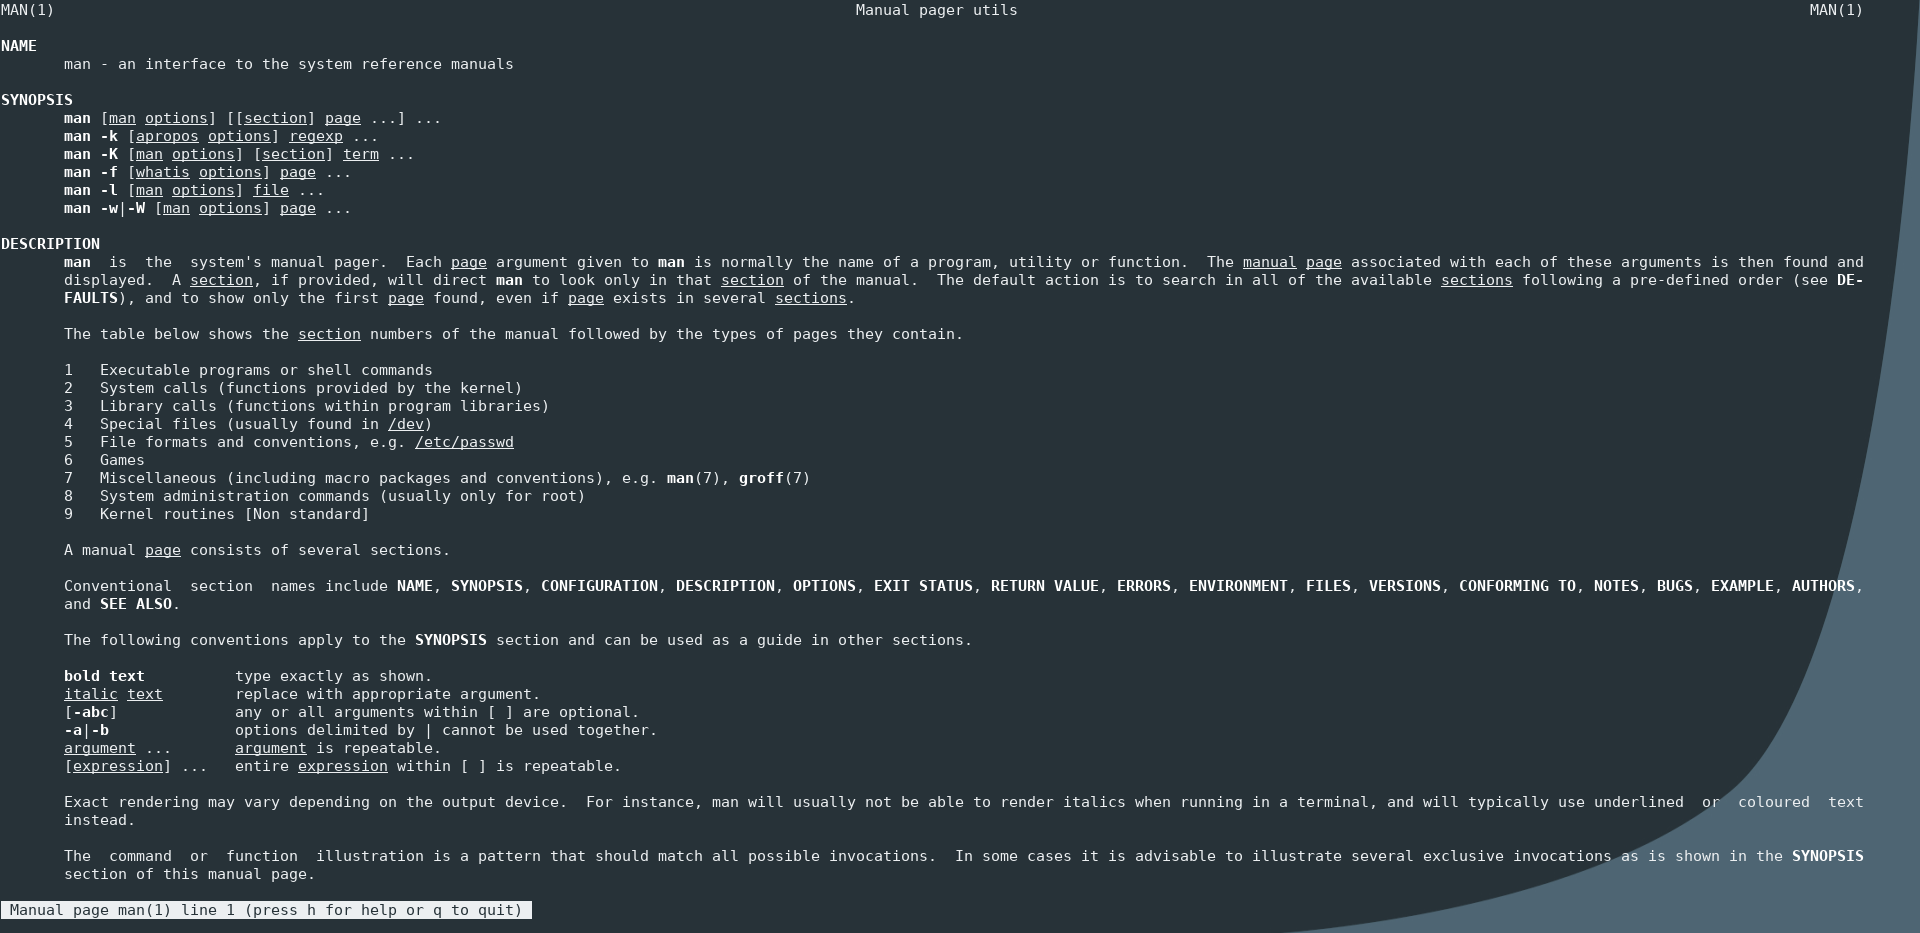 MAN(1) Manual pager utils MAN(1)
NAME
man - an interface to the system reference manuals
SYNOPSIS
man [man options] [[section] page ...] ...
man -k [apropos options] regexp ...
man -K [man options] [section] term ...
man -f [whatis options] page ...
man -l [man options] file ...
man -w|-W [man options] page ...
DESCRIPTION
man  is  the  system's manual pager.  Each page argument given to man is normally the name of a program, utility or function.  The manual page associated with each of these arguments is then found and
displayed.  A section, if provided, will direct man to look only in that section of the manual.  The default action is to search in all of the available sections following a pre-defined order (see DE-
FAULTS), and to show only the first page found, even if page exists in several sections.
The table below shows the section numbers of the manual followed by the types of pages they contain.
1   Executable programs or shell commands
2   System calls (functions provided by the kernel)
3   Library calls (functions within program libraries)
4   Special files (usually found in /dev)
5   File formats and conventions, e.g. /etc/passwd
6   Games
7   Miscellaneous (including macro packages and conventions), e.g. man(7), groff(7)
8   System administration commands (usually only for root)
9   Kernel routines [Non standard]
A manual page consists of several sections.
Conventional  section  names include NAME, SYNOPSIS, CONFIGURATION, DESCRIPTION, OPTIONS, EXIT STATUS, RETURN VALUE, ERRORS, ENVIRONMENT, FILES, VERSIONS, CONFORMING TO, NOTES, BUGS, EXAMPLE, AUTHORS,
and SEE ALSO.
The following conventions apply to the SYNOPSIS section and can be used as a guide in other sections.
bold text          type exactly as shown.
italic text        replace with appropriate argument.
[-abc]             any or all arguments within [ ] are optional.
-a|-b              options delimited by | cannot be used together.
argument ...       argument is repeatable.
[expression] ...   entire expression within [ ] is repeatable.
Exact rendering may vary depending on the output device.  For instance, man will usually not be able to render italics when running in a terminal, and will typically use underlined  or  coloured  text
instead.
The  command  or  function  illustration is a pattern that should match all possible invocations.  In some cases it is advisable to illustrate several exclusive invocations as is shown in the SYNOPSIS
section of this manual page.
Manual page man(1) line 1 (press h for help or q to quit)